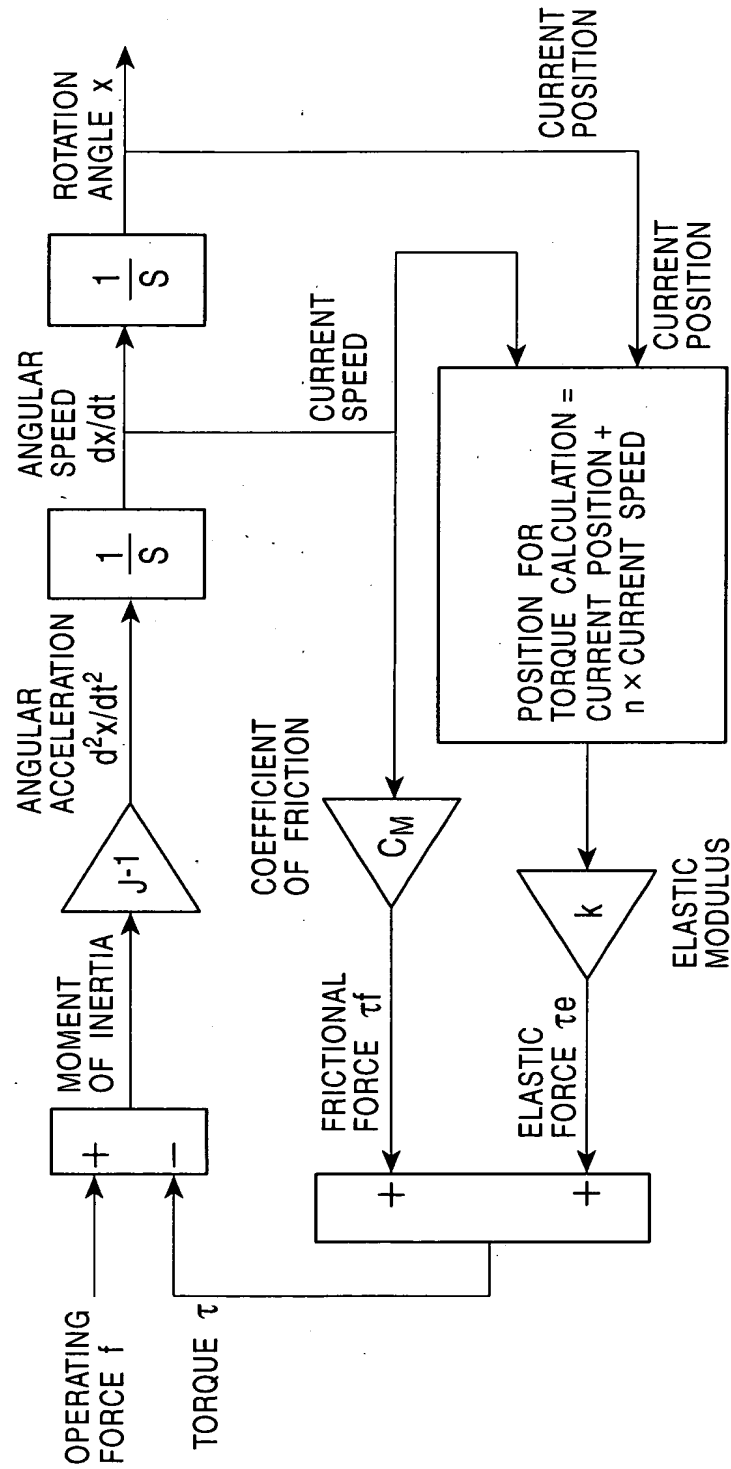 OPERATING
FORCE f
TORQUE τ
+
−
MOMENT
OF INERTIA
J-1
ANGULAR
ACCELERATION
d²x/dt²
1
S
ANGULAR
SPEED
dx/dt
1
S
ROTATION
ANGLE x
CURRENT
POSITION
CURRENT
SPEED
CURRENT
POSITION
COEFFICIENT
OF FRICTION
CM
FRICTIONAL
FORCE τf
+
POSITION FOR
TORQUE CALCULATION =
CURRENT POSITION +
n × CURRENT SPEED
k
ELASTIC
MODULUS
ELASTIC
FORCE τe
+